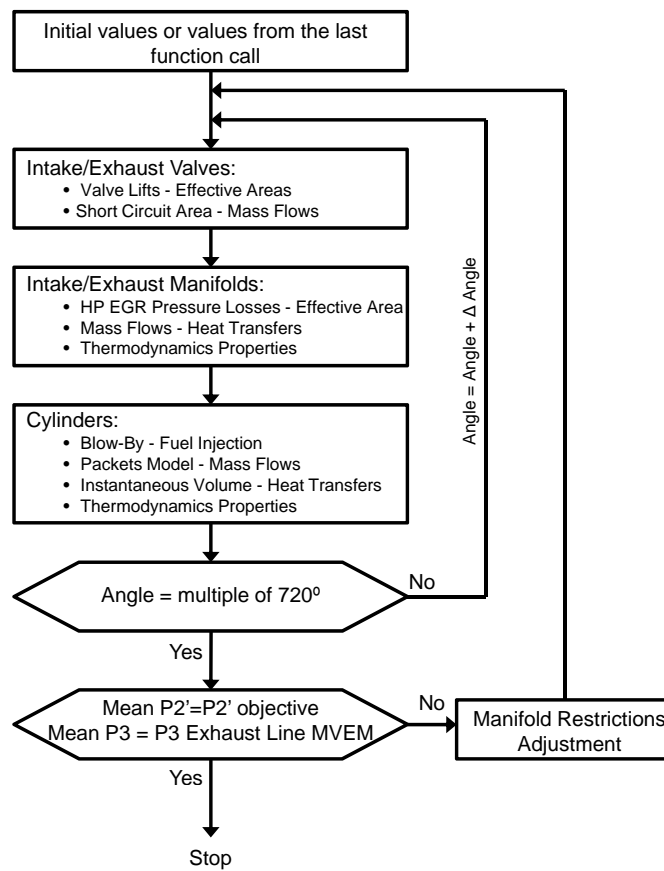 Initial values or values from the last
function call
Intake/Exhaust Valves:
• Valve Lifts - Effective Areas
• Short Circuit Area - Mass Flows
Intake/Exhaust Manifolds:
• HP EGR Pressure Losses - Effective Area
• Mass Flows - Heat Transfers
• Thermodynamics Properties
Cylinders:
• Blow-By - Fuel Injection
• Packets Model - Mass Flows
• Instantaneous Volume - Heat Transfers
• Thermodynamics Properties
Angle = Angle + Δ Angle
Angle = multiple of 720º
No
Yes
Mean P2'=P2' objective
Mean P3 = P3 Exhaust Line MVEM
No
Manifold Restrictions
Adjustment
Yes
Stop